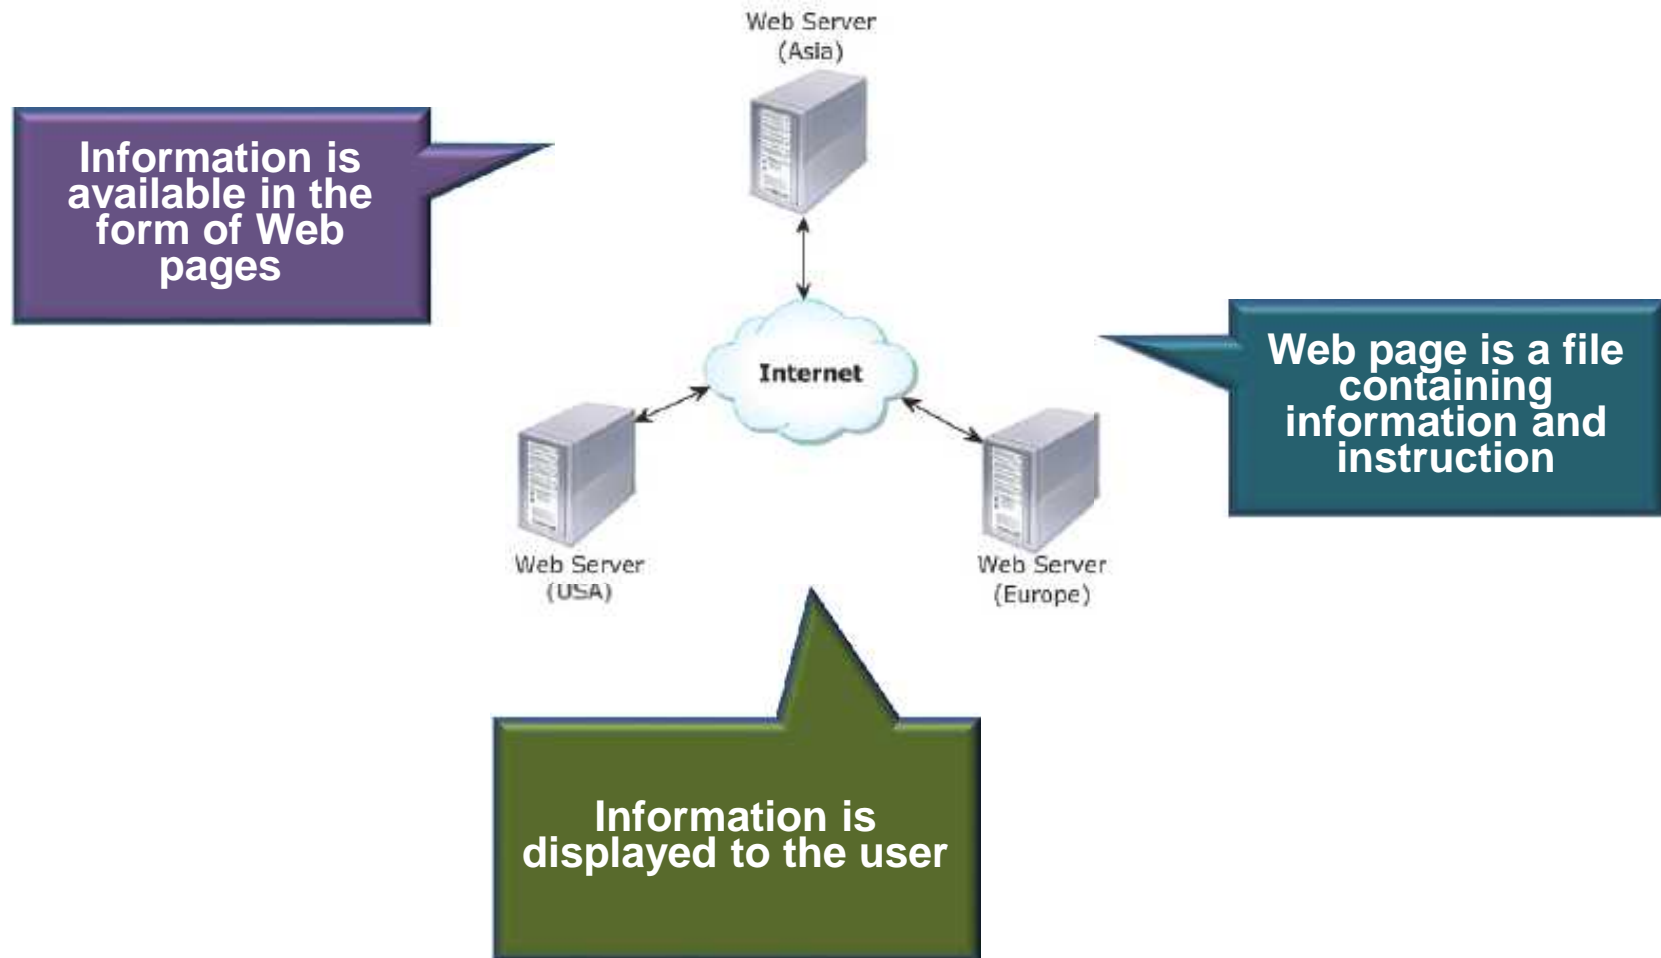 Web Server
(Asia)
Information is
available in the
form of Web
pages
Internet
Web page is a file
containing
information and
instruction
Web Server
(USA)
Web Server
(Europe)
Information is
displayed to the user